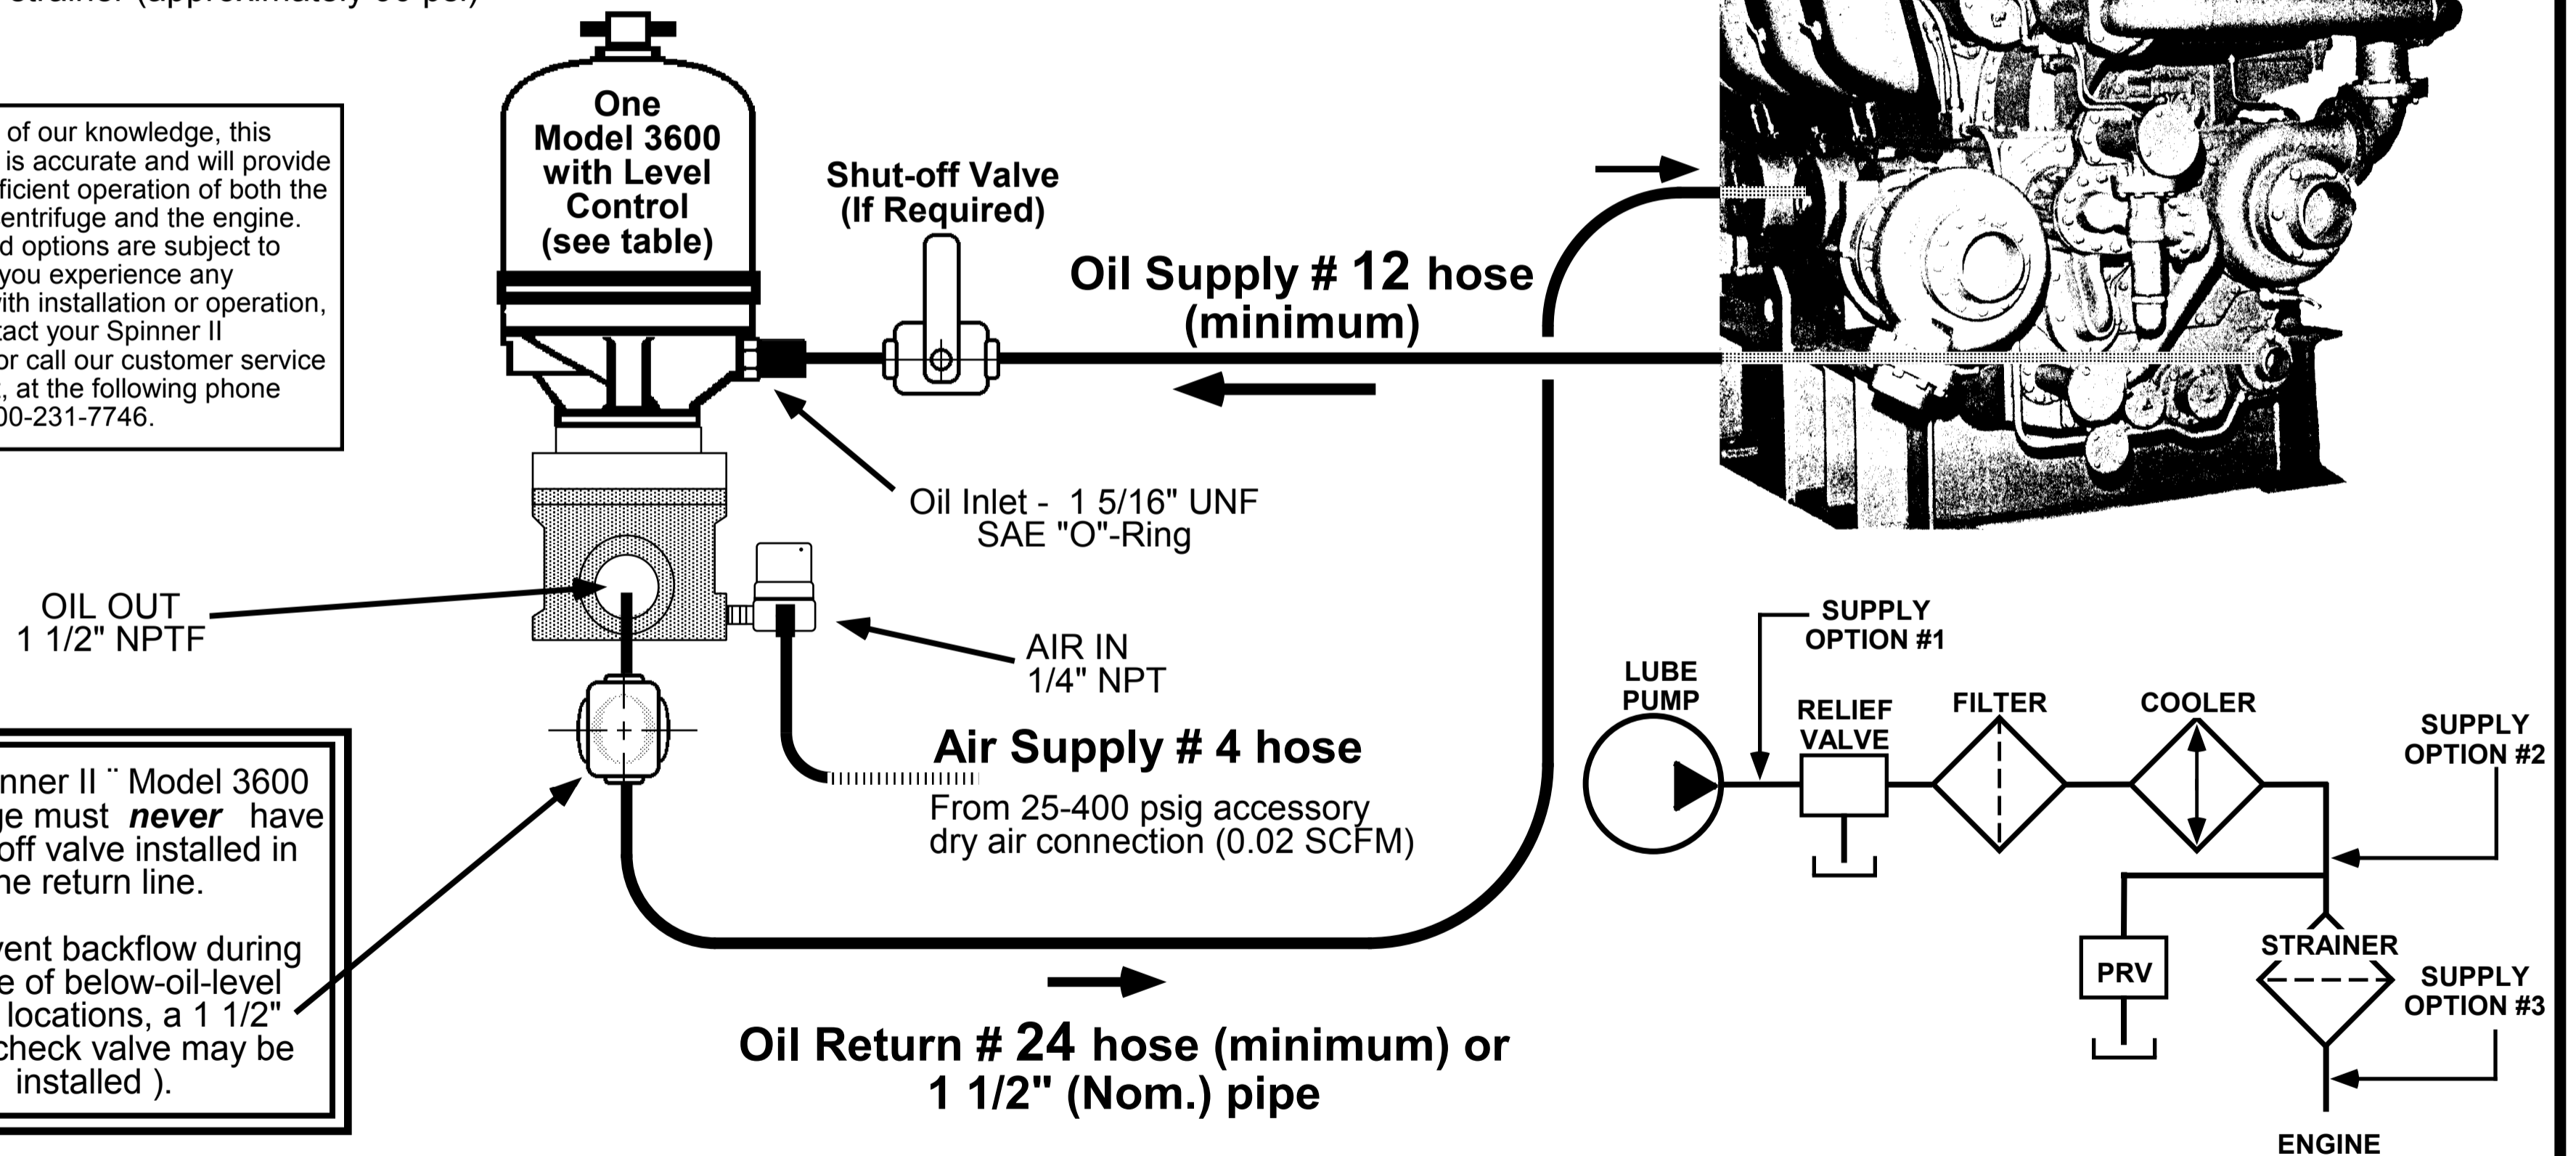 strainer (approximately 90 psi)
of our knowledge, this
is accurate and will provide
ficient operation of both the
entrifuge and the engine.
d options are subject to
you experience any
with installation or operation,
tact your Spinner II
or call our customer service
, at the following phone
00-231-7746.
One
Model 3600
with Level
Control
(see table)
Shut-off Valve
(If Required)
Oil Supply # 12 hose
(minimum)
Oil Inlet - 1 5/16" UNF
SAE "O"-Ring
OIL OUT
1 1/2" NPTF
AIR IN
1/4" NPT
Air Supply # 4 hose
From 25-400 psig accessory
dry air connection (0.02 SCFM)
nner II ¨ Model 3600
ge must never have
off valve installed in
he return line.
vent backflow during
e of below-oil-level
locations, a 1 1/2"
check valve may be
installed ).
Oil Return # 24 hose (minimum) or
1 1/2" (Nom.) pipe
SUPPLY
OPTION #1
LUBE
PUMP
RELIEF
VALVE
FILTER
COOLER
SUPPLY
OPTION #2
PRV
STRAINER
SUPPLY
OPTION #3
ENGINE